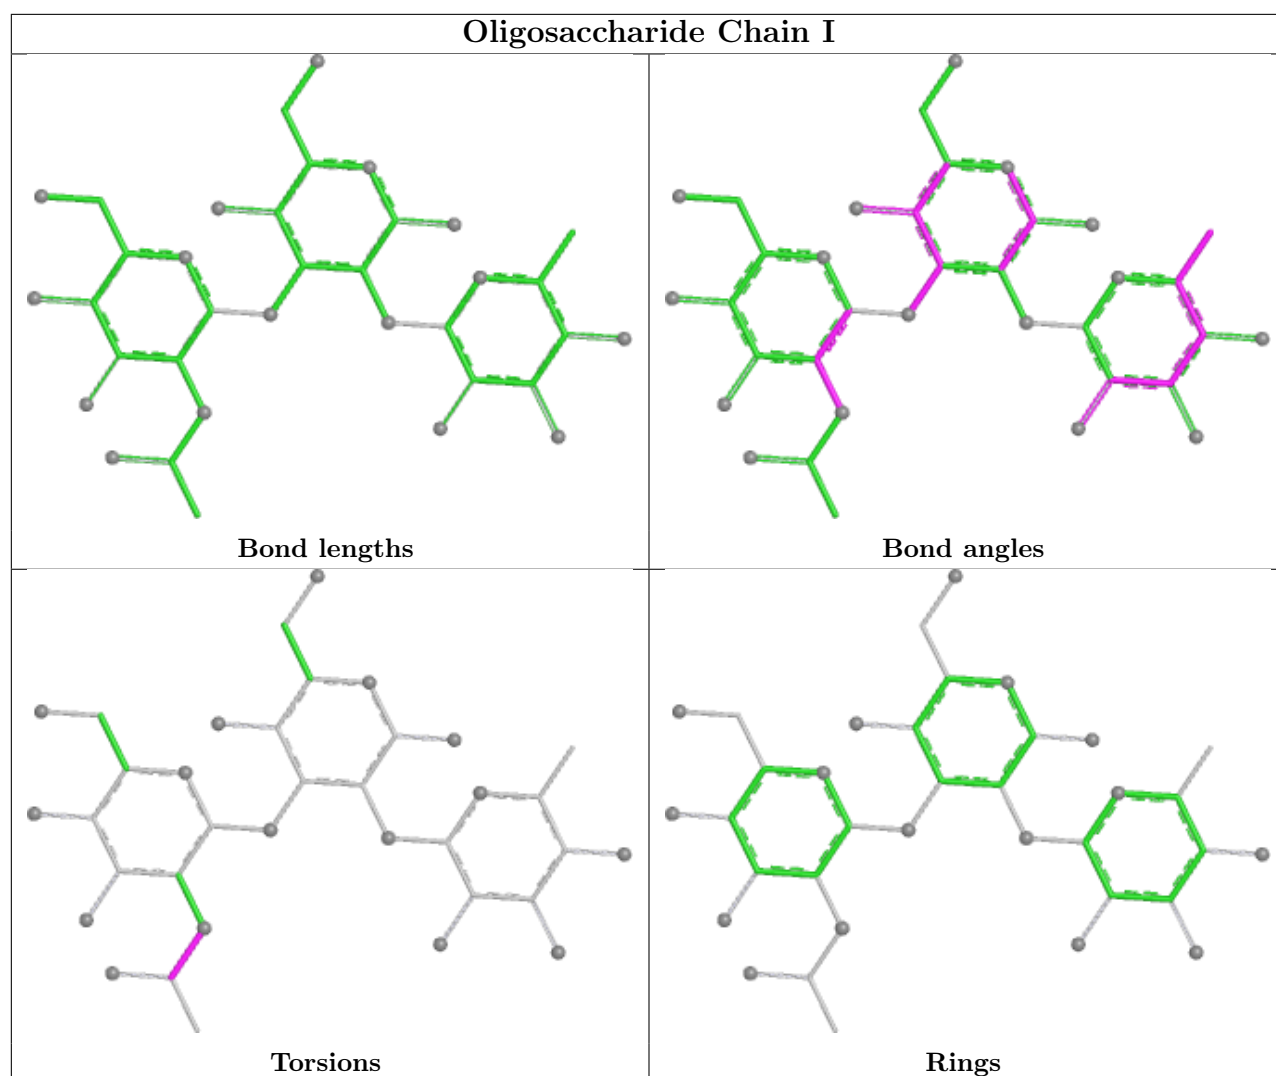 Oligosaccharide Chain I
Bond lengths
Bond angles
Torsions
Rings